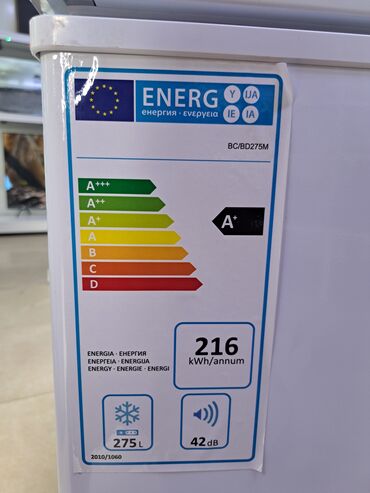 ENERG Y UA
енергия · ενεργεια IE IA
BC/BD275M
A+++
A++
A+
A
B
C
D
A+
ENERGIA · ЕНЕРГИЯ
ΕΝΕΡΓΕΙΑ · ENERGIJA
ENERGY · ENERGIE · ENERGI
216
kWh/annum
275 L
42 dB
2010/1060